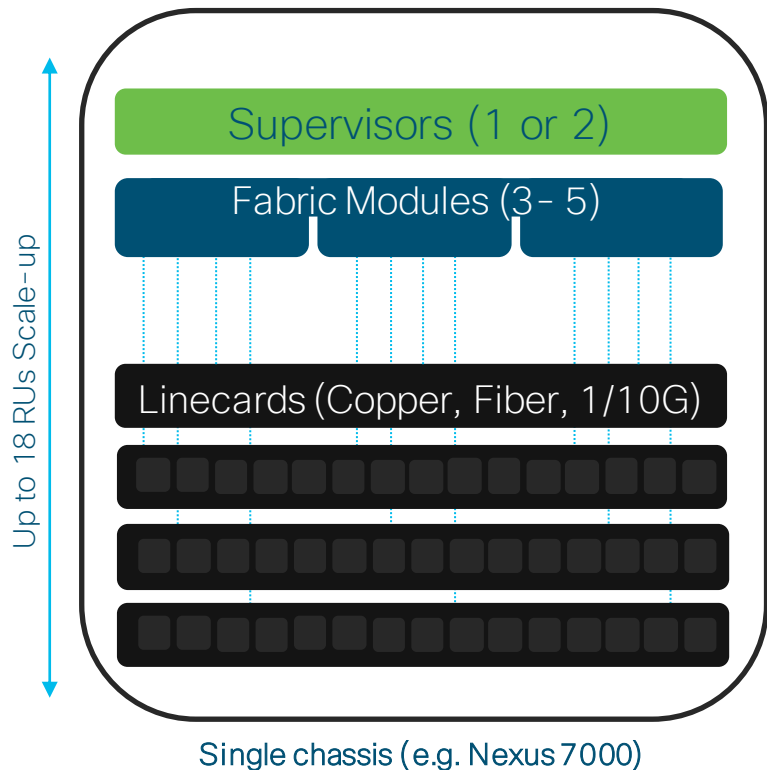 Supervisors (1 or 2)
Fabric Modules (3- 5)
Linecards (Copper, Fiber, 1/10G)
Up to 18 RUs Scale-up
Single chassis (e.g. Nexus 7000)